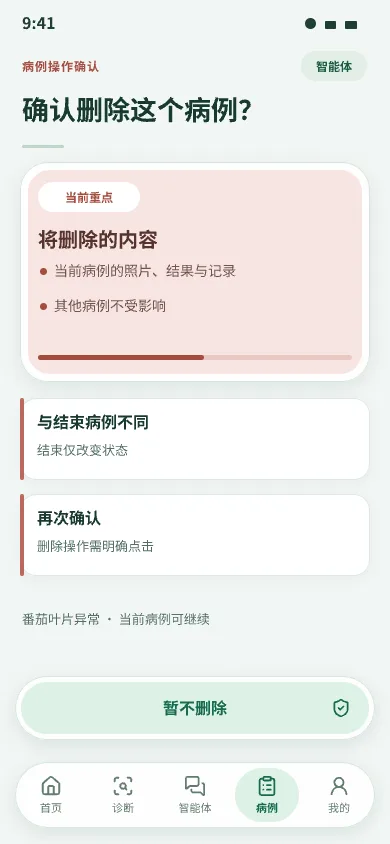 9:41
病例操作确认
智能体
确认删除这个病例？
当前重点
将删除的内容
当前病例的照片、结果与记录
其他病例不受影响
与结束病例不同
结束仅改变状态
再次确认
删除操作需明确点击
番茄叶片异常 · 当前病例可继续
暂不删除
首页
诊断
智能体
病例
我的